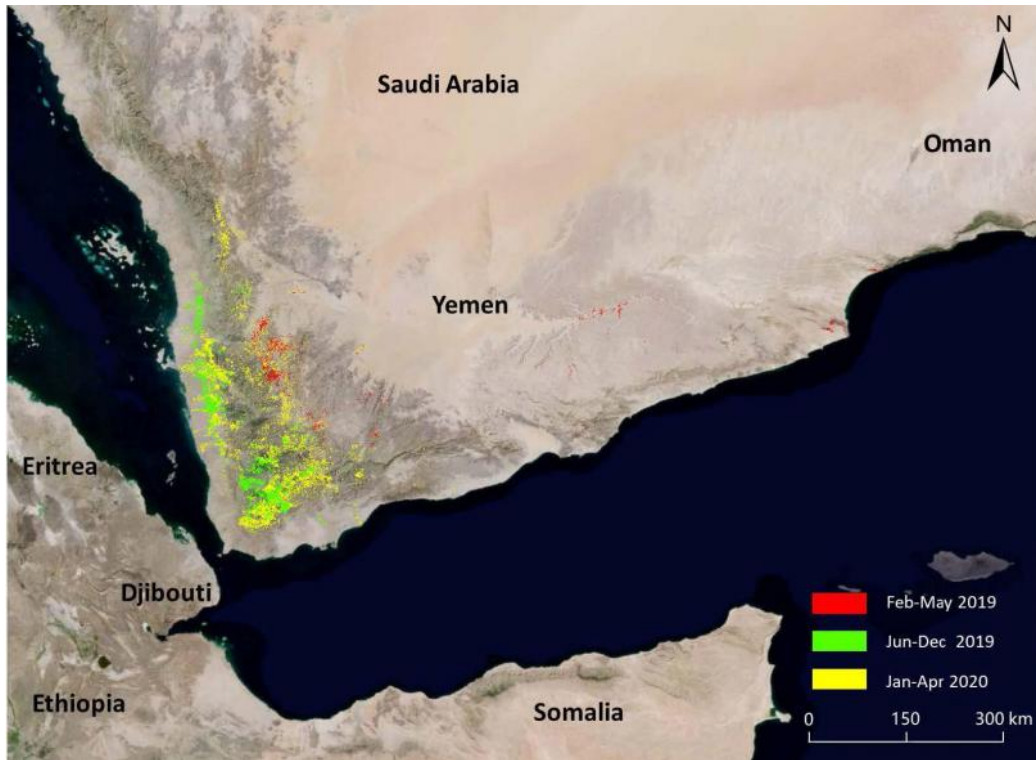 N
Saudi Arabia
Oman
Yemen
Eritrea
Djibouti
Feb-May 2019
Jun-Dec 2019
Jan-Apr 2020
Ethiopia
Somalia
0 150 300 km